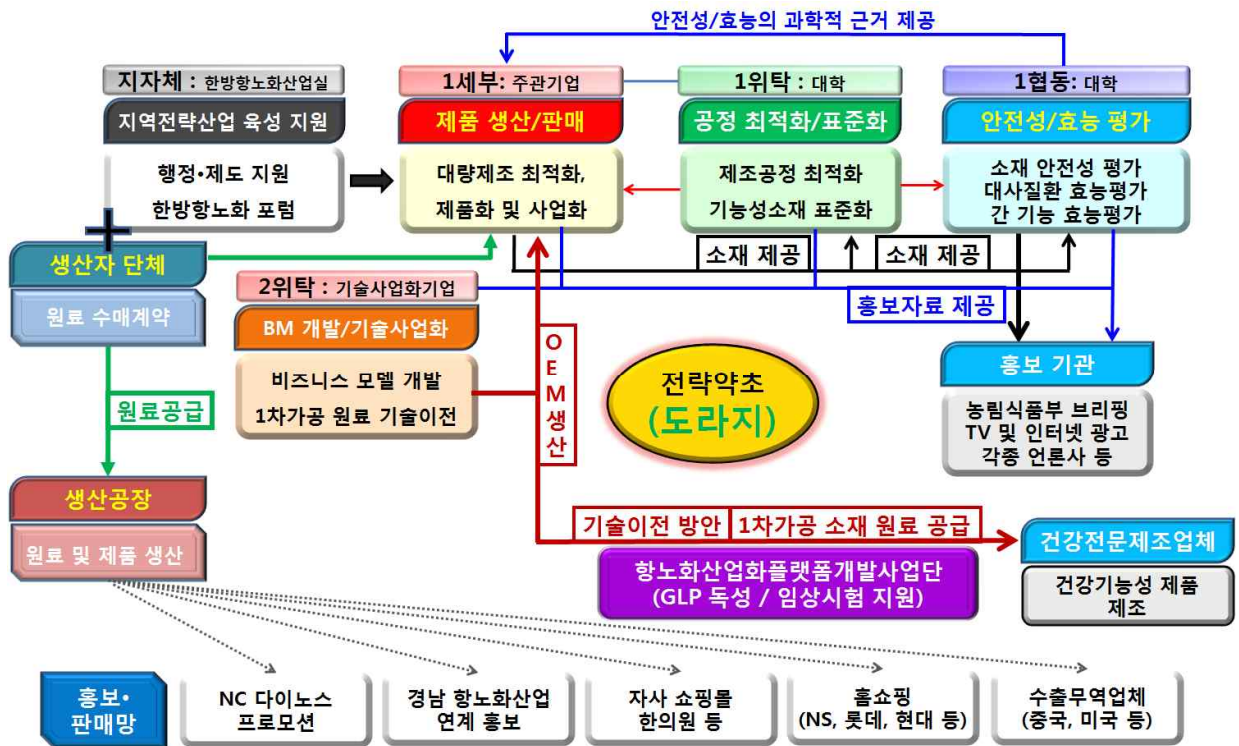 안전성/효능의 과학적 근거 제공
지자체 : 한방항노화산업실
지역전략산업 육성 지원
행정•제도 지원
한방항노화 포럼
1세부: 주관기업
제품 생산/판매
대량제조 최적화,
제품화 및 사업화
1위탁 : 대학
공정 최적화/표준화
제조공정 최적화
기능성소재 표준화
1협동: 대학
안전성/효능 평가
소재 안전성 평가
대사질환 효능평가
간 기능 효능평가
생산자 단체
원료 수매계약
소재 제공
소재 제공
2위탁 : 기술사업화기업
BM 개발/기술사업화
비즈니스 모델 개발
1차가공 원료 기술이전
홍보자료 제공
OEM생산
전략약초
(도라지)
홍보 기관
농림식품부 브리핑
TV 및 인터넷 광고
각종 언론사 등
원료공급
생산공장
원료 및 제품 생산
기술이전 방안
1차가공 소재 원료 공급
항노화산업화플랫폼개발사업단
(GLP 독성 / 임상시험 지원)
건강전문제조업체
건강기능성 제품
제조
홍보•
판매망
NC 다이노스
프로모션
경남 항노화산업
연계 홍보
자사 쇼핑몰
한의원 등
홈쇼핑
(NS, 롯데, 현대 등)
수출무역업체
(중국, 미국 등)